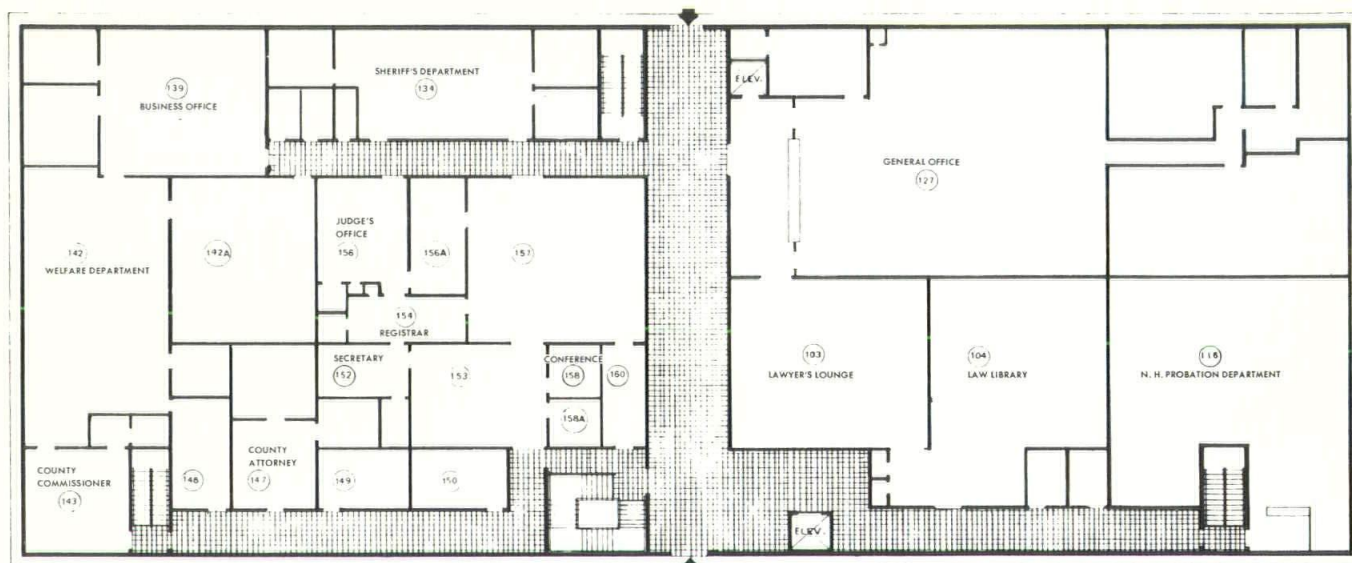 139
BUSINESS OFFICE
SHERIFF'S DEPARTMENT
134
ELEV.
GENERAL OFFICE
127
142
WELFARE DEPARTMENT
142A
JUDGE'S
OFFICE
156
156A
157
154
REGISTRAR
SECRETARY
152
153
CONFERENCE
158
160
158A
103
LAWYER'S LOUNGE
104
LAW LIBRARY
N. H. PROBATION DEPARTMENT
COUNTY
COMMISSIONER
143
COUNTY
ATTORNEY
147
149
150
ELEV.